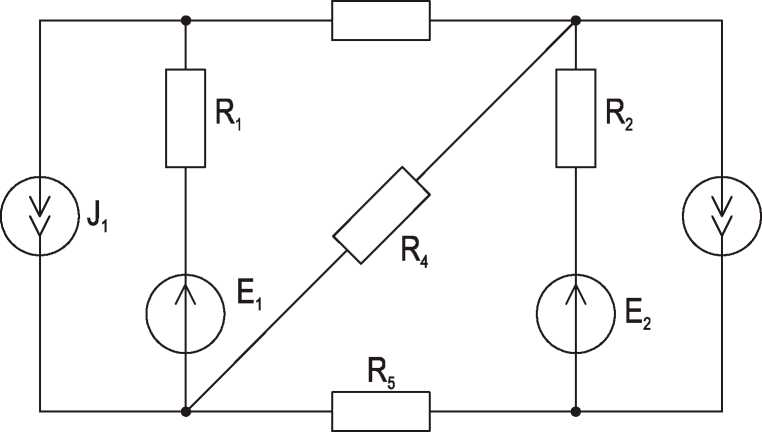 R₁
R₂
J₁
R₄
E₁
E₂
R₅